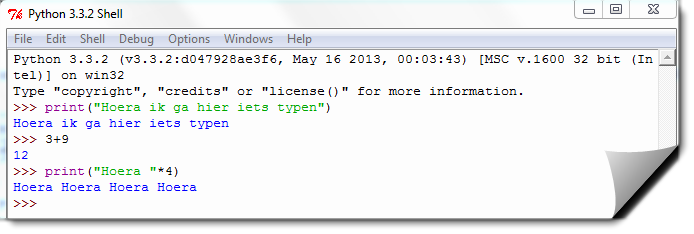 Python 3.3.2 Shell
File Edit Shell Debug Options Windows Help
Python 3.3.2 (v3.3.2:d047928ae3f6, May 16 2013, 00:03:43) [MSC v.1600 32 bit (In
tel)] on win32
Type "copyright", "credits" or "license()" for more information.
>>> print("Hoera ik ga hier iets typen")
Hoera ik ga hier iets typen
>>> 3+9
12
>>> print("Hoera "*4)
Hoera Hoera Hoera Hoera
>>>